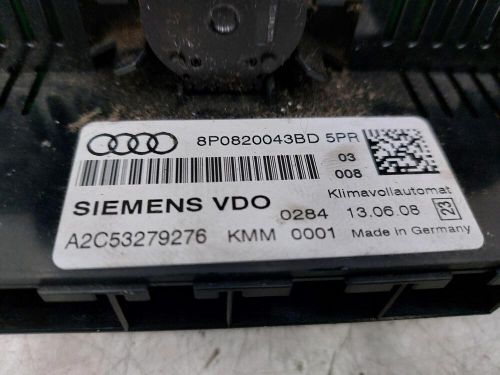 8P0820043BD 5PR
03
008
Klimavollautomat
SIEMENS VDO 0284 13.06.08 23
A2C53279276 KMM 0001 Made in Germany